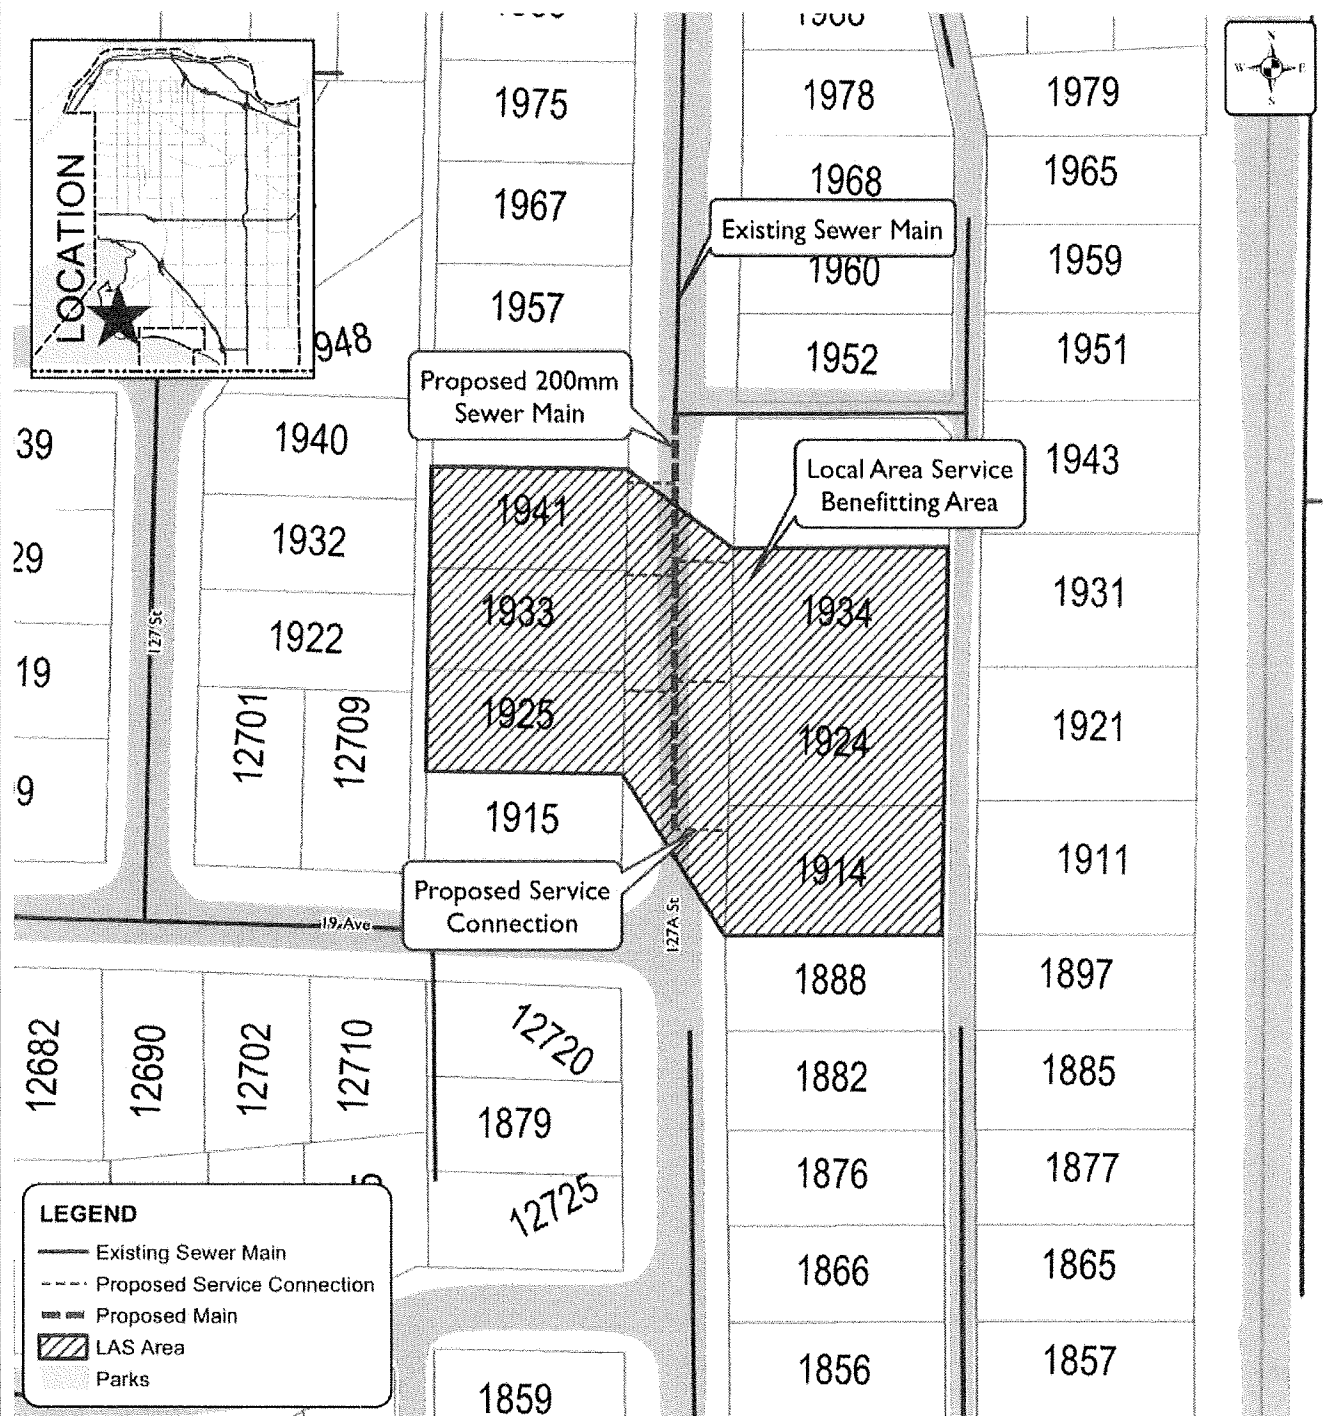 1975
1978
1979
N
W E
S
LOCATION
1967
1968
1965
Existing Sewer Main
1960
1959
1957
948
1952
1951
Proposed 200mm
Sewer Main
39
1940
1943
Local Area Service
Benefitting Area
1941
29
1932
1933
1934
1931
127 St
19
1922
1925
12701
12709
1924
1921
9
1915
1914
1911
Proposed Service
Connection
19 Ave
127A St
1888
1897
12682
12690
12702
12710
12720
1882
1885
1879
1876
1877
12725
LEGEND
Existing Sewer Main
Proposed Service Connection
Proposed Main
LAS Area
Parks
1866
1865
1856
1857
1859